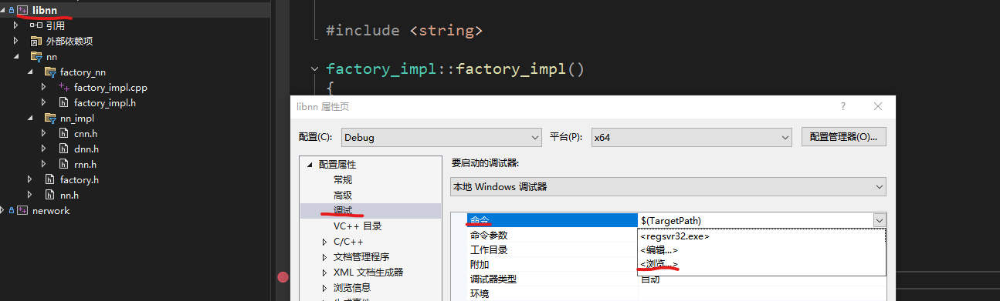 libnn
引用
外部依赖项
nn
factory_nn
factory_impl.cpp
factory_impl.h
nn_impl
cnn.h
dnn.h
rnn.h
factory.h
nn.h
nerwork
#include <string>
factory_impl::factory_impl()
{
libnn 属性页
配置(C):
Debug
平台(P):
x64
配置管理器(O)...
配置属性
常规
高级
调试
VC++ 目录
C/C++
文档管理程序
XML 文档生成器
浏览信息
要启动的调试器:
本地 Windows 调试器
命令
$(TargetPath)
命令参数
<regsvr32.exe>
工作目录
<编辑...>
附加
<浏览...>
调试器类型
自动
环境